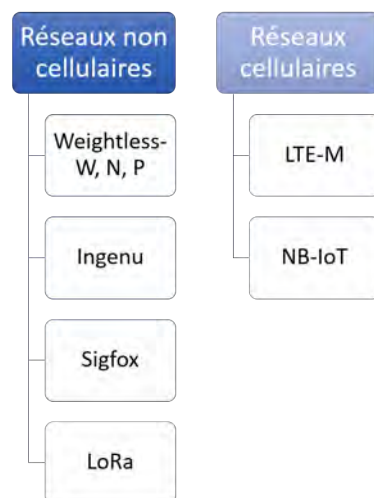 Réseaux non
cellulaires
Weightless-
W, N, P
Ingenu
Sigfox
LoRa
Réseaux
cellulaires
LTE-M
NB-IoT